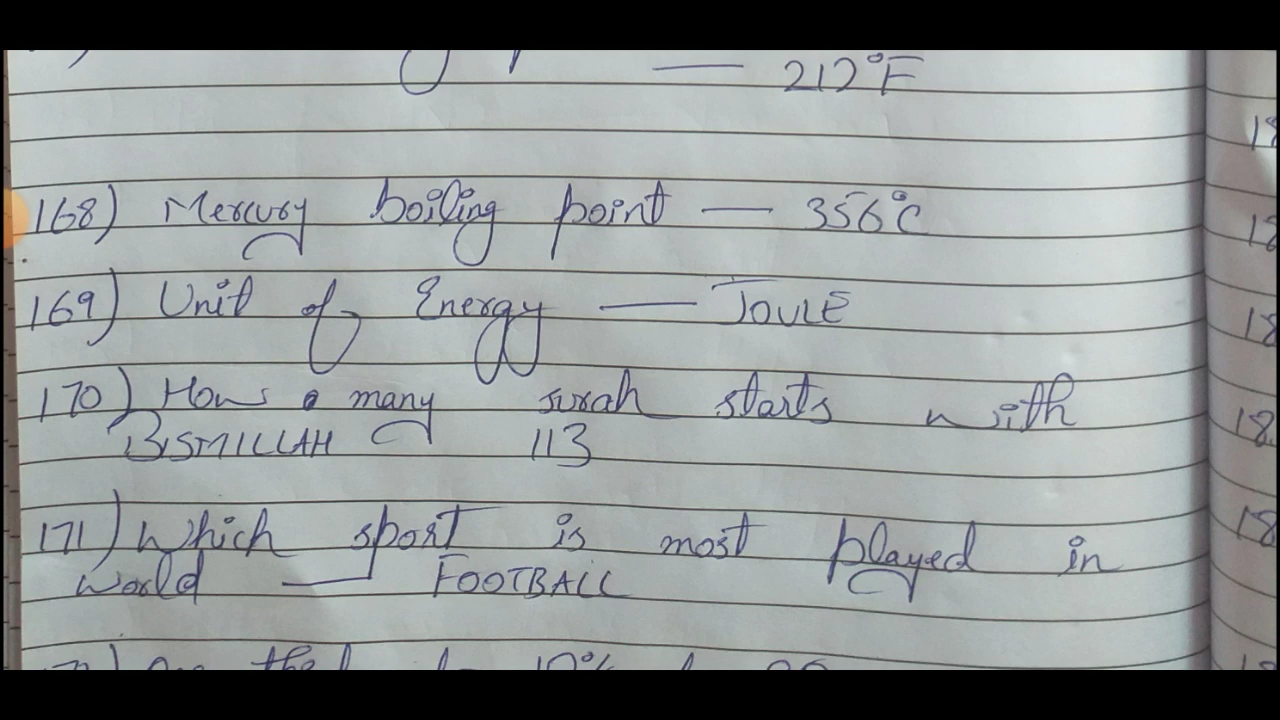 — 212°F
168) Mercury boiling point — 356°C
169) Unit of Energy — JOULE
170) How many surah starts with
BISMILLAH 113
171) Which sport is most played in
world — FOOTBALL
10%